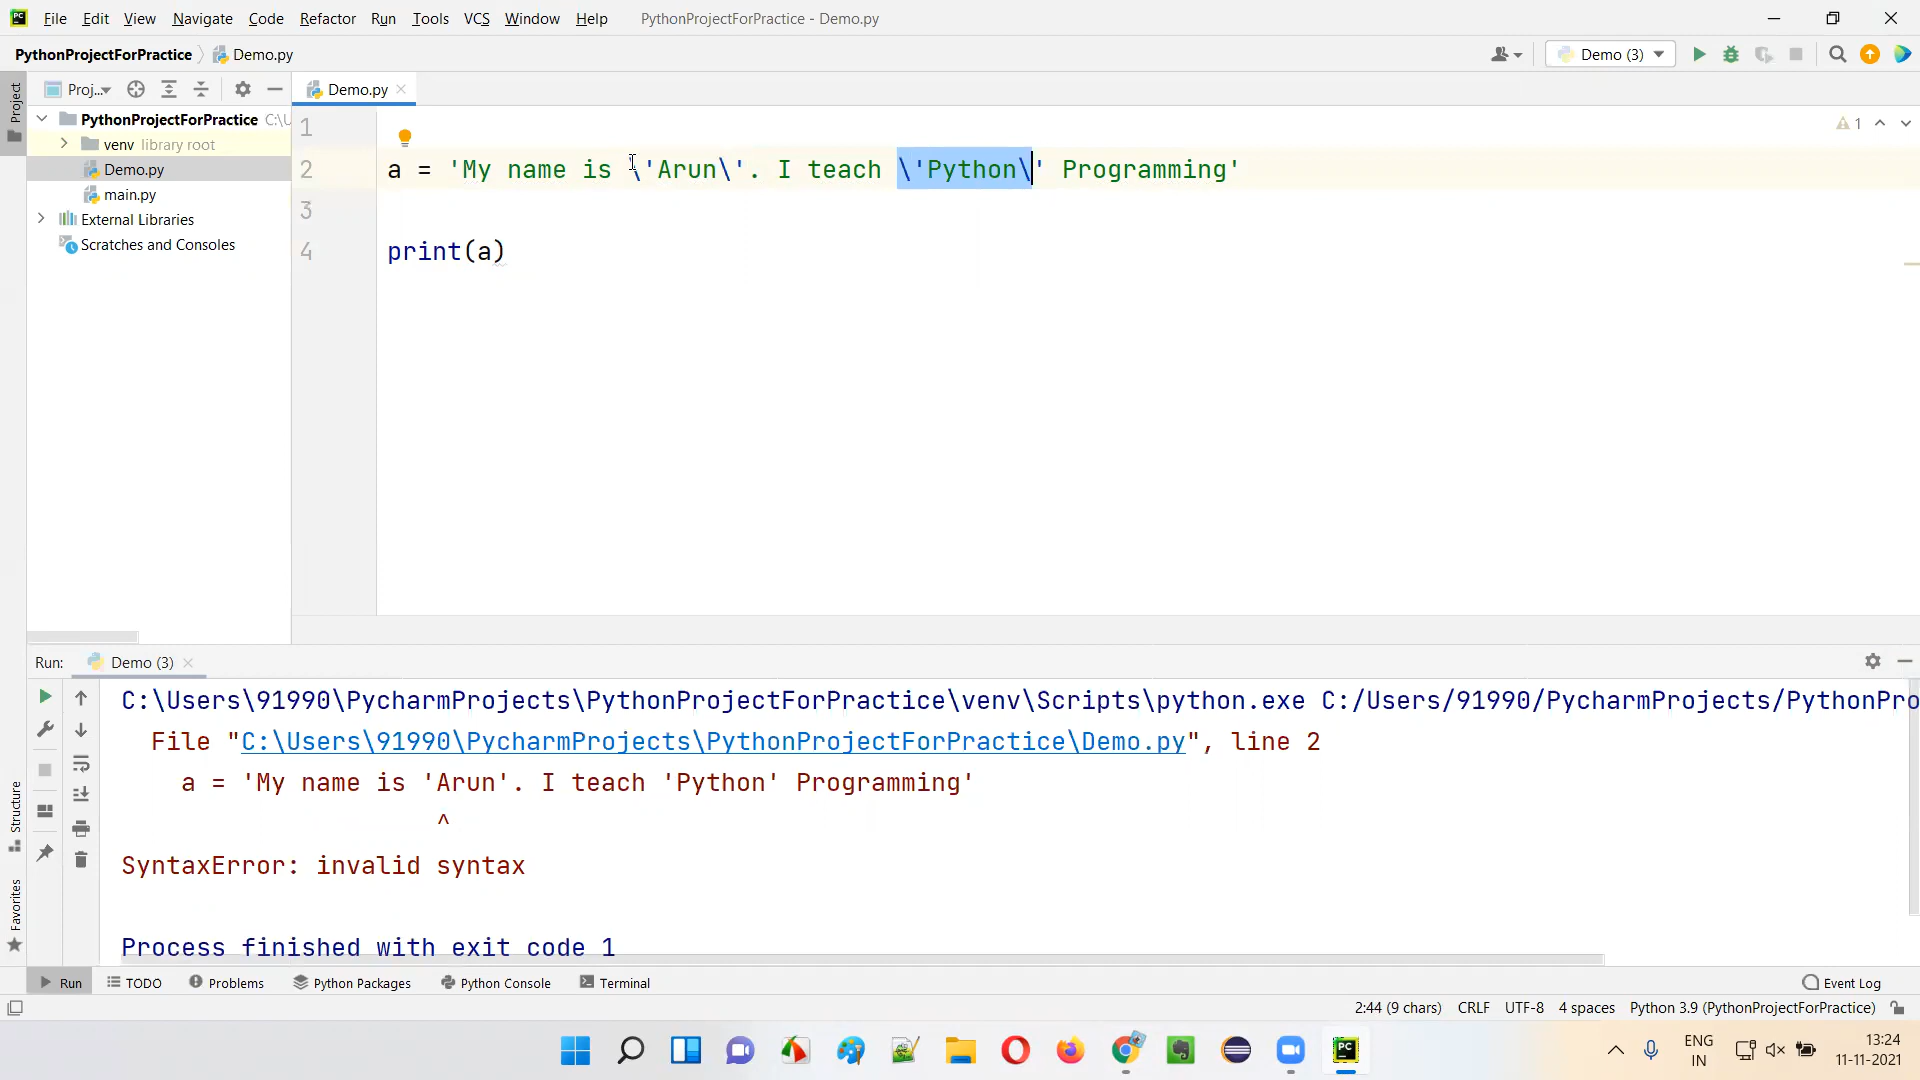 PC File Edit View Navigate Code Refactor Run Tools VCS Window Help PythonProjectForPractice - Demo.py
PythonProjectForPractice Demo.py Demo (3)
Project Proj... Demo.py
PythonProjectForPractice C:\U
venv library root
Demo.py
main.py
External Libraries
Scratches and Consoles
1
2 a = 'My name is \'Arun\'. I teach \'Python\' Programming'
3
4 print(a)
1
Run: Demo (3)
C:\Users\91990\PycharmProjects\PythonProjectForPractice\venv\Scripts\python.exe C:/Users/91990/PycharmProjects/PythonPro
File "C:\Users\91990\PycharmProjects\PythonProjectForPractice\Demo.py", line 2
a = 'My name is 'Arun'. I teach 'Python' Programming'
^
SyntaxError: invalid syntax
Process finished with exit code 1
Structure
Favorites
Run TODO Problems Python Packages Python Console Terminal Event Log
2:44 (9 chars) CRLF UTF-8 4 spaces Python 3.9 (PythonProjectForPractice)
PC
ENG
IN
13:24
11-11-2021